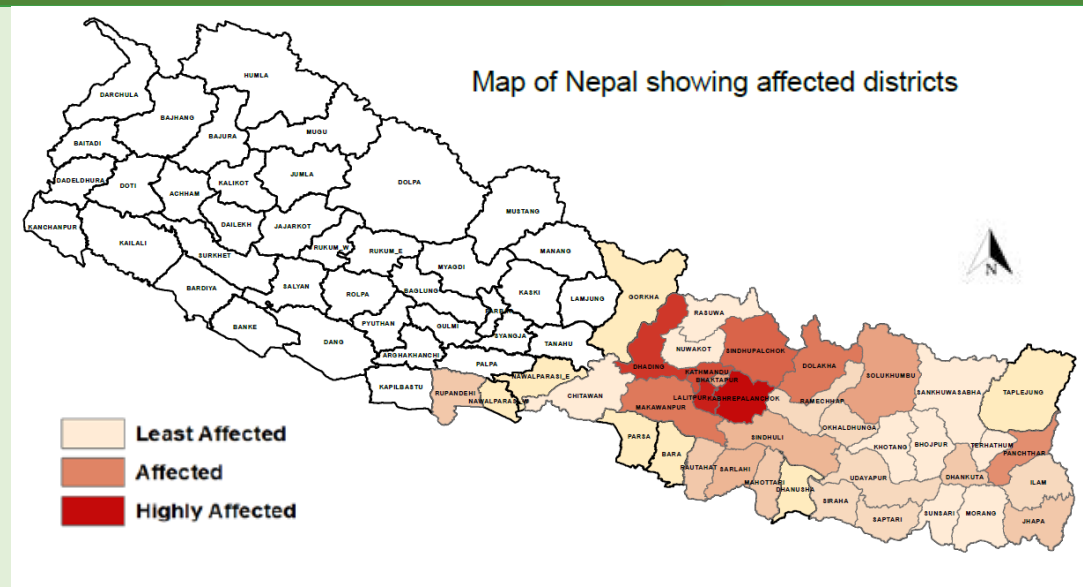 Map of Nepal showing affected districts
HUMLA
DARCHULA
BAJHANG
MUGU
BAJURA
BAITADI
JUMLA
DOLPA
DADELDHURA
DOTI
KALIKOT
ACHHAM
MUSTANG
DAILEKH
JAJARKOT
KANCHANPUR
KAILALI
RUKUM_W
RUKUM_E
MANANG
SURKHET
MYAGDI
N
BARDIYA
SALYAN
ROLPA
BAGLUNG
KASKI
LAMJUNG
GORKHA
RASUWA
PYUTHAN
GULMI
SYANGJA
BANKE
DANG
TANAHU
NUWAKOT
SINDHUPALCHOK
ARGHAKHANCHI
PALPA
DHADING
KATHMANDU
DOLAKHA
SOLUKHUMBU
BHAKTAPUR
NAWALPARASI_E
KAPILBASTU
RUPANDEHI
CHITAWAN
LALITPUR
KABHREPALANCHOK
RAMECHHAP
SANKHUWASABHA
TAPLEJUNG
MAKAWANPUR
OKHALDHUNGA
Least Affected
PARSA
SINDHULI
KHOTANG
BHOJPUR
TERHATHUM
PANCHTHAR
BARA
Affected
RAUTAHAT
SARLAHI
MAHOTTARI
UDAYAPUR
DHANKUTA
ILAM
DHANUSHA
SIRAHA
Highly Affected
SAPTARI
SUNSARI
MORANG
JHAPA